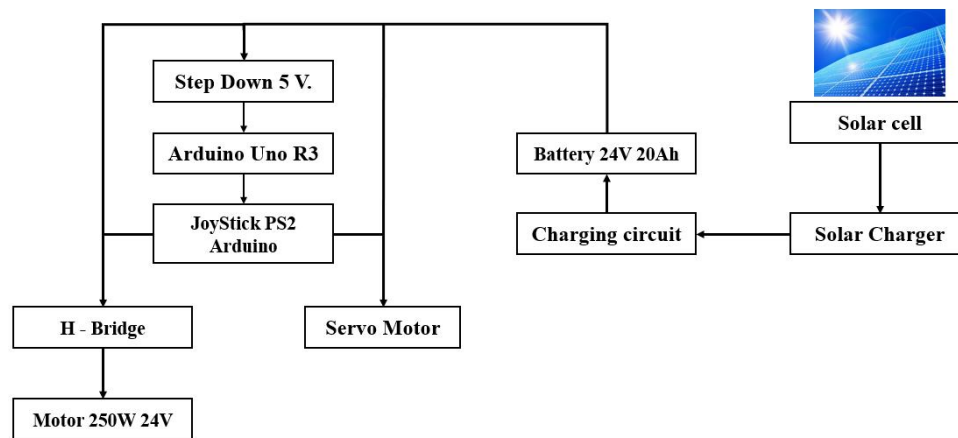 Step Down 5 V.
Solar cell
Arduino Uno R3
Battery 24V 20Ah
JoyStick PS2
Arduino
Charging circuit
Solar Charger
H - Bridge
Servo Motor
Motor 250W 24V